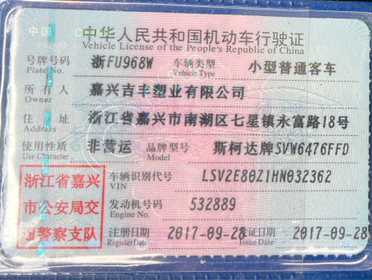 中华人民共和国机动车行驶证
Vehicle License of the People's Republic of China
号牌号码 浙FU968W 车辆类型 小型普通客车
Plate No. Vehicle Type
所有人 嘉兴吉丰塑业有限公司
Owner
住址 浙江省嘉兴市南湖区七星镇永富路18号
Address
使用性质 非营运 品牌型号 斯柯达牌SVW6476FFD
Use Character Model
浙江省嘉兴
市公安局交
警察支队
车辆识别代号 LSV2E80Z1HN032362
VIN
发动机号码 532889
Engine No.
注册日期 2017-09-28 发证日期 2017-09-28
Register Date Issue Date